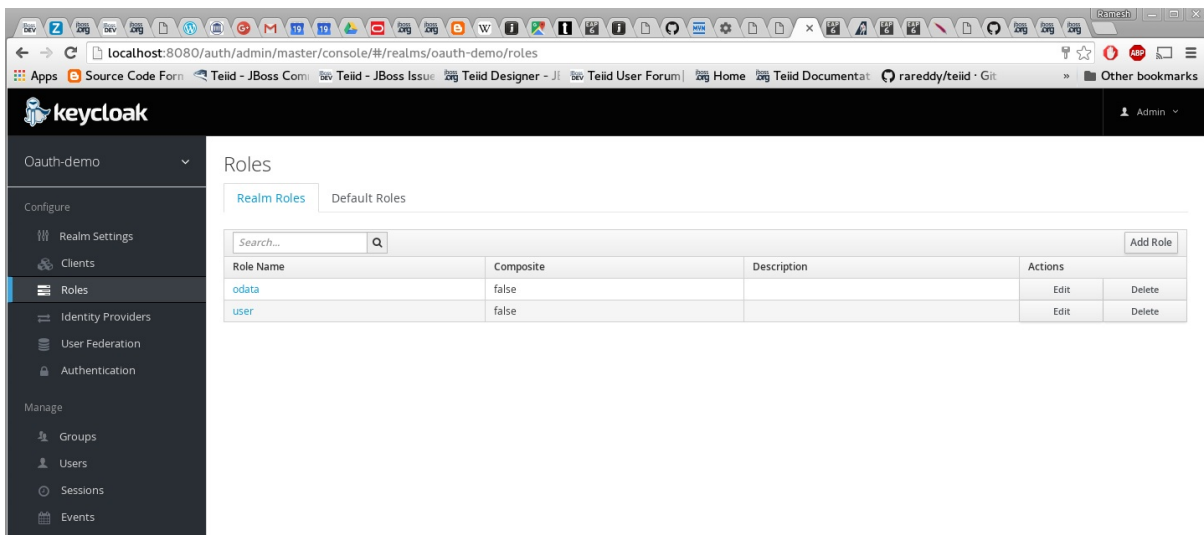 Ramesh
localhost:8080/auth/admin/master/console/#/realms/oauth-demo/roles
Apps Source Code Forn Teiid - JBoss Com Teiid - JBoss Issue Teiid Designer - J Teiid User Forum Home Teiid Documentat rareddy/teiid · Git » Other bookmarks
keycloak
Admin
Oauth-demo
Roles
Realm Roles Default Roles
Configure
Realm Settings
Clients
Roles
Identity Providers
User Federation
Authentication
Manage
Groups
Users
Sessions
Events
Search... Add Role
Role Name Composite Description Actions
odata false Edit Delete
user false Edit Delete